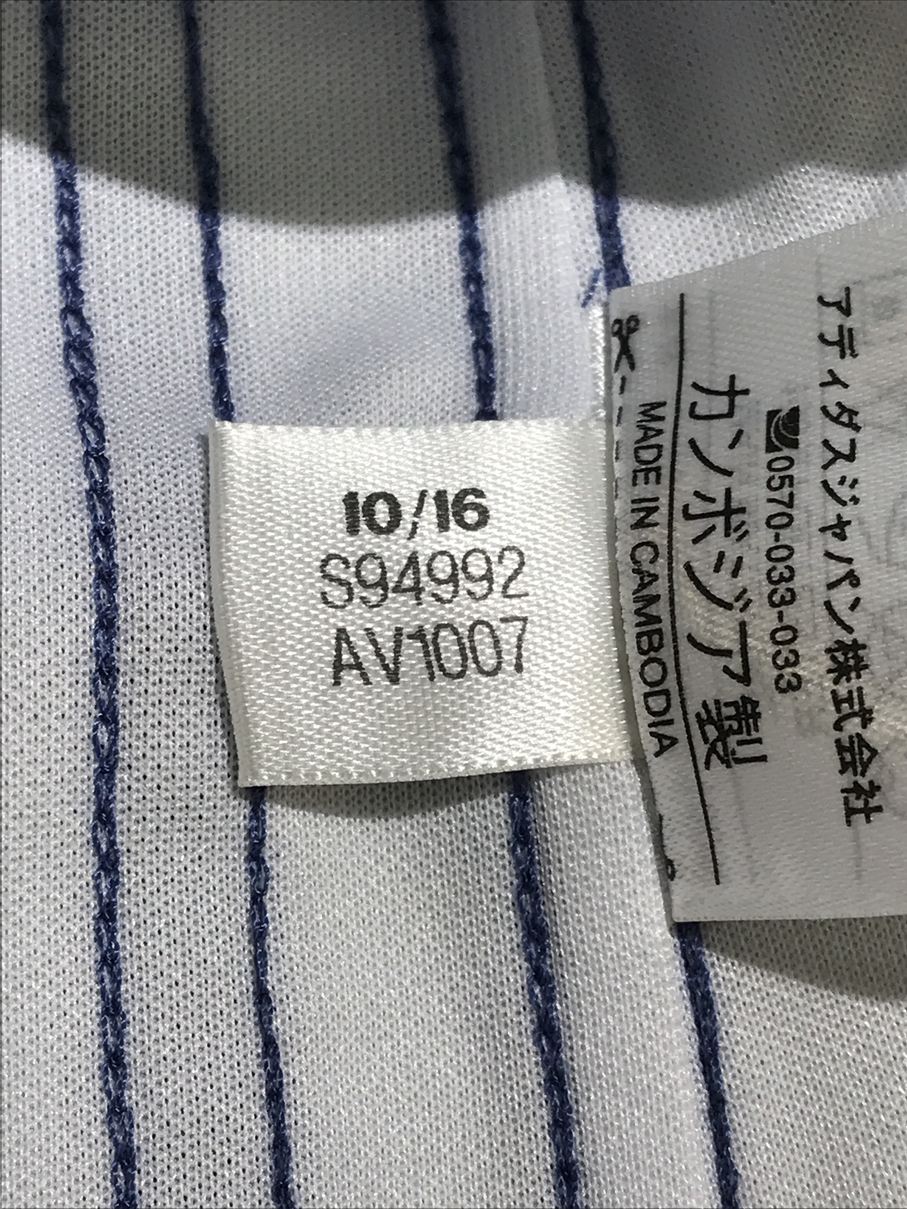 10/16
S94992
AV1007
アディダスジャパン株式会社
0570-033-033
カンボジア製
MADE IN CAMBODIA